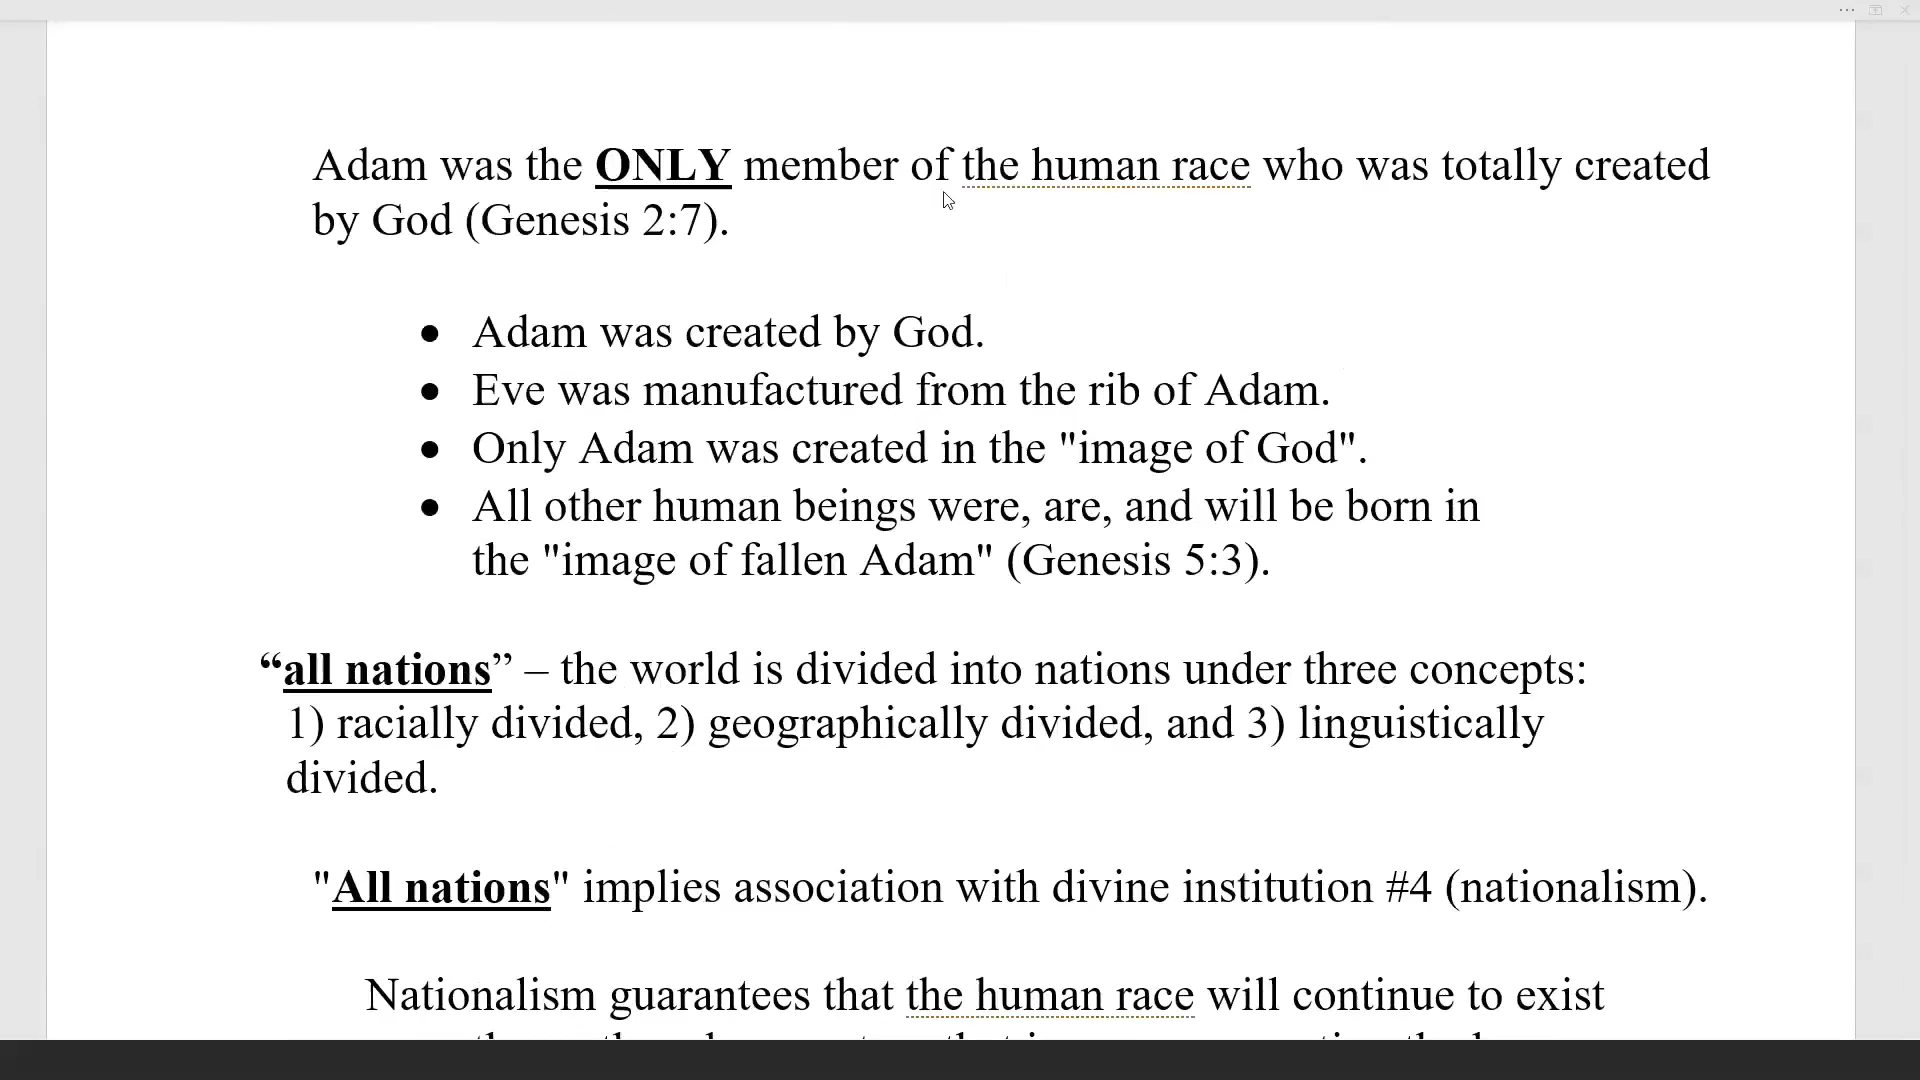 Adam was the ONLY member of the human race who was totally created
by God (Genesis 2:7).
• Adam was created by God.
• Eve was manufactured from the rib of Adam.
• Only Adam was created in the "image of God".
• All other human beings were, are, and will be born in
the "image of fallen Adam" (Genesis 5:3).
“all nations” – the world is divided into nations under three concepts:
1) racially divided, 2) geographically divided, and 3) linguistically
divided.
"All nations" implies association with divine institution #4 (nationalism).
Nationalism guarantees that the human race will continue to exist